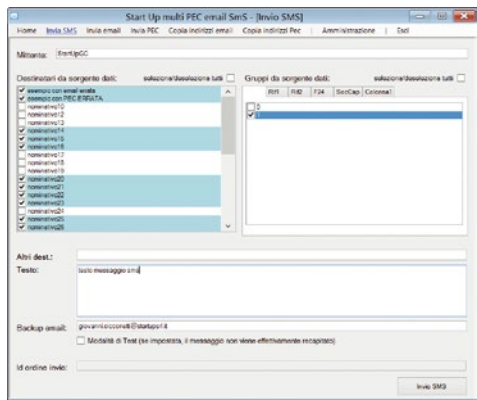 Start Up multi PEC email SmS - [Invio SMS]
Home Invia SMS Invia email Invia PEC Copia indirizzi email Copia indirizzi Pec | Amministrazione | Esci
Mittente: StartUpGC
Destinatari da sorgente dati: selezione/deselezione tutti
Gruppi da sorgente dati: selezione/deselezione tutti
esempio con email errata
esempio con PEC ERRATA
nominativo10
nominativo12
nominativo13
nominativo14
nominativo15
nominativo16
nominativo17
nominativo18
nominativo19
nominativo20
nominativo21
nominativo22
nominativo23
nominativo24
nominativo25
nominativo26
Rif1 Rif2 F24 SocCap Colonna1
0
1
Altri dest.:
Testo: testo messaggio sms
Backup email:
Modalità di Test (se impostata, il messaggio non viene effettivamente recapitato)
Id ordine invio:
Invio SMS